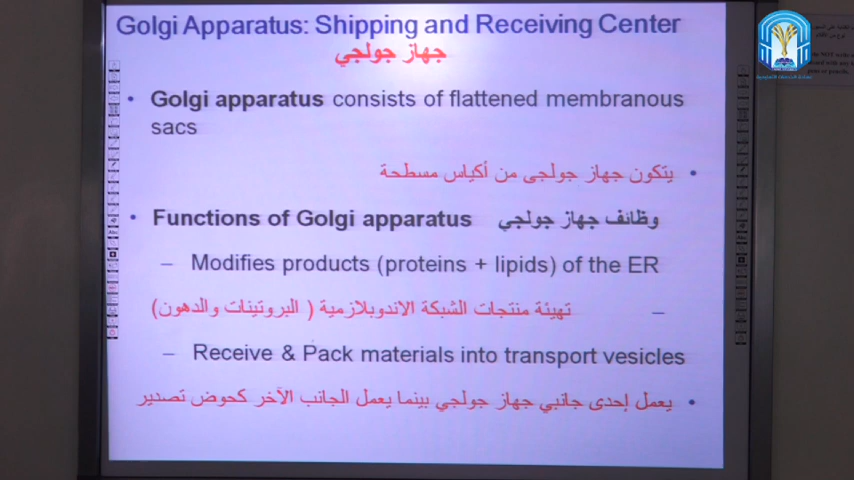 Golgi Apparatus: Shipping and Receiving Center
جهاز جولجي
• Golgi apparatus consists of flattened membranous
sacs
• يتكون جهاز جولجى من أكياس مسطحة
• Functions of Golgi apparatus وظائف جهاز جولجي
– Modifies products (proteins + lipids) of the ER
– تهيئة منتجات الشبكة الاندوبلازمية ( البروتينات والدهون)
– Receive & Pack materials into transport vesicles
• يعمل إحدى جانبي جهاز جولجي بينما يعمل الجانب الآخر كحوض تصدير